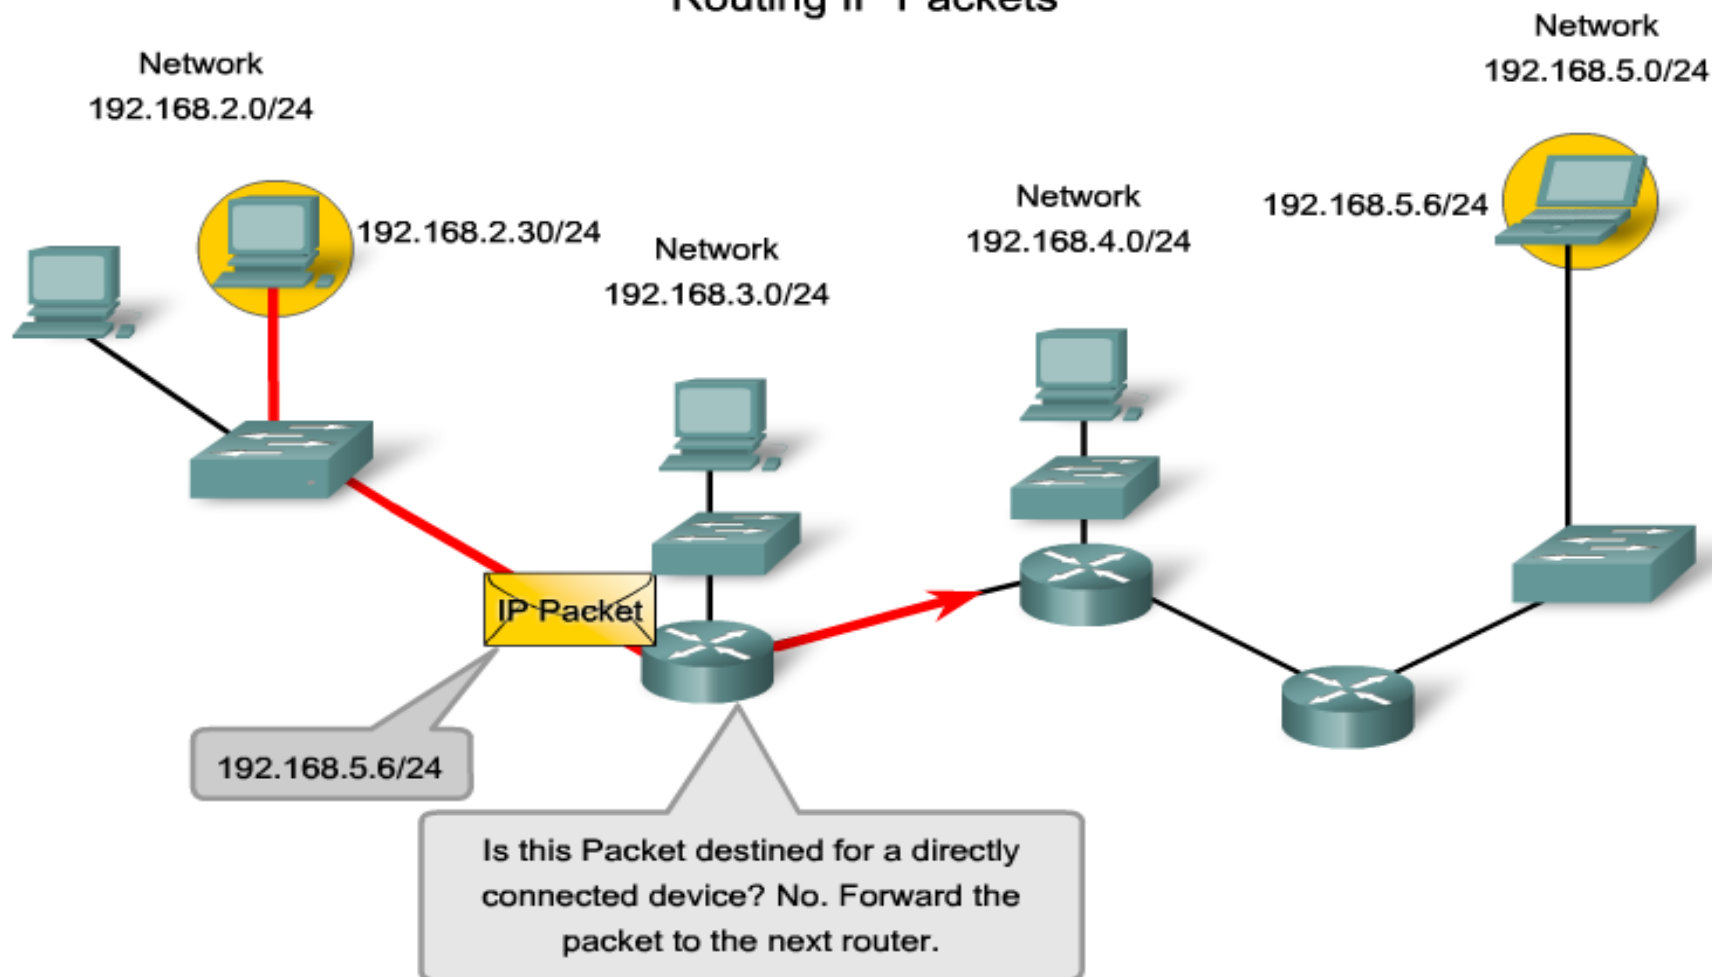 Routing IP Packets
Network
192.168.2.0/24
Network
192.168.5.0/24
192.168.2.30/24
Network
192.168.3.0/24
Network
192.168.4.0/24
192.168.5.6/24
IP Packet
192.168.5.6/24
Is this Packet destined for a directly
connected device? No. Forward the
packet to the next router.